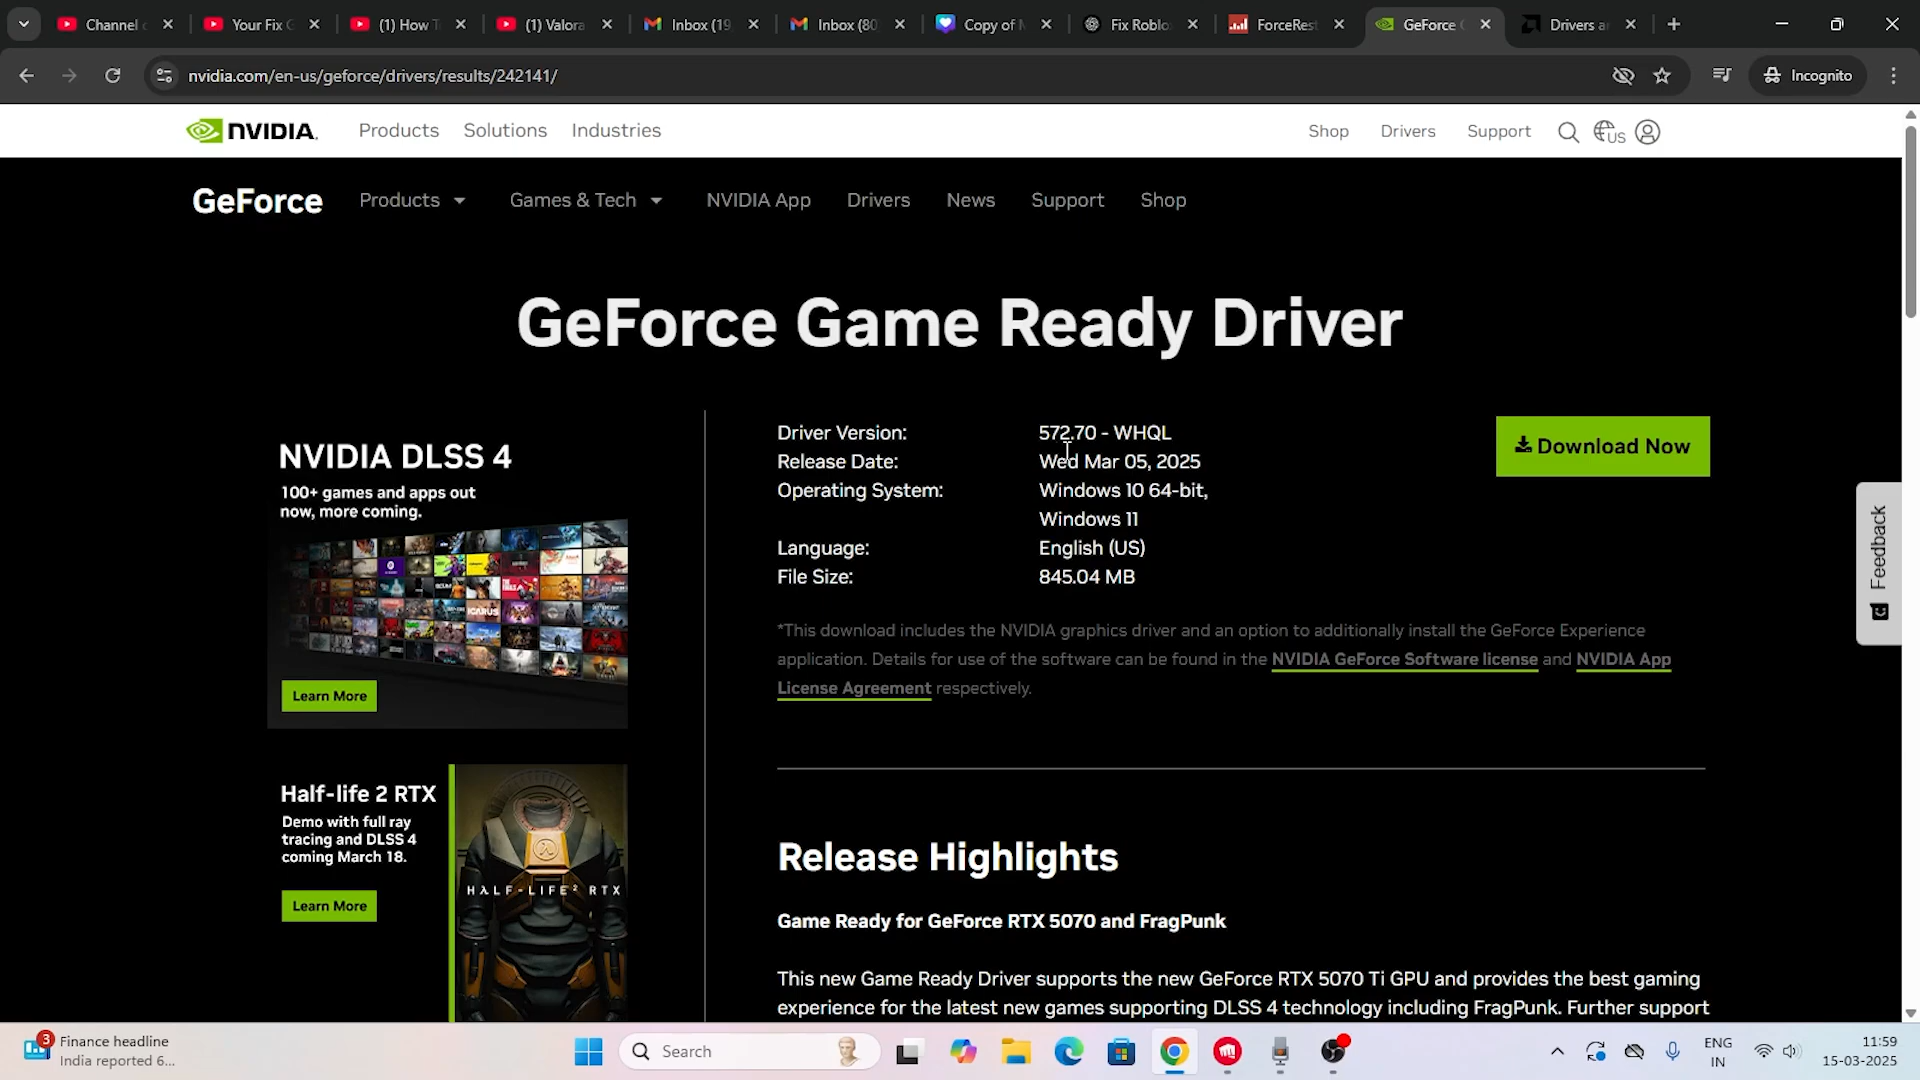 Channel c
Your Fix G
(1) How T
(1) Valora
Inbox (19,
Inbox (80,
Copy of M
Fix Roblo
ForceRest
GeForce G
Drivers an
nvidia.com/en-us/geforce/drivers/results/242141/
Incognito
NVIDIA.
Products
Solutions
Industries
Shop
Drivers
Support
US
GeForce
Products
Games & Tech
NVIDIA App
Drivers
News
Support
Shop
GeForce Game Ready Driver
NVIDIA DLSS 4
100+ games and apps out
now, more coming.
Learn More
Driver Version: 572.70 - WHQL
Release Date: Wed Mar 05, 2025
Operating System: Windows 10 64-bit,
Windows 11
Language: English (US)
File Size: 845.04 MB
Download Now
Feedback
*This download includes the NVIDIA graphics driver and an option to additionally install the GeForce Experience
application. Details for use of the software can be found in the NVIDIA GeForce Software license and NVIDIA App
License Agreement respectively.
Half-life 2 RTX
Demo with full ray
tracing and DLSS 4
coming March 18.
Learn More
HλLF-LIFE² RTX
Release Highlights
Game Ready for GeForce RTX 5070 and FragPunk
This new Game Ready Driver supports the new GeForce RTX 5070 Ti GPU and provides the best gaming
experience for the latest new games supporting DLSS 4 technology including FragPunk. Further support
3
Finance headline
India reported 6...
Search
ENG
IN
11:59
15-03-2025